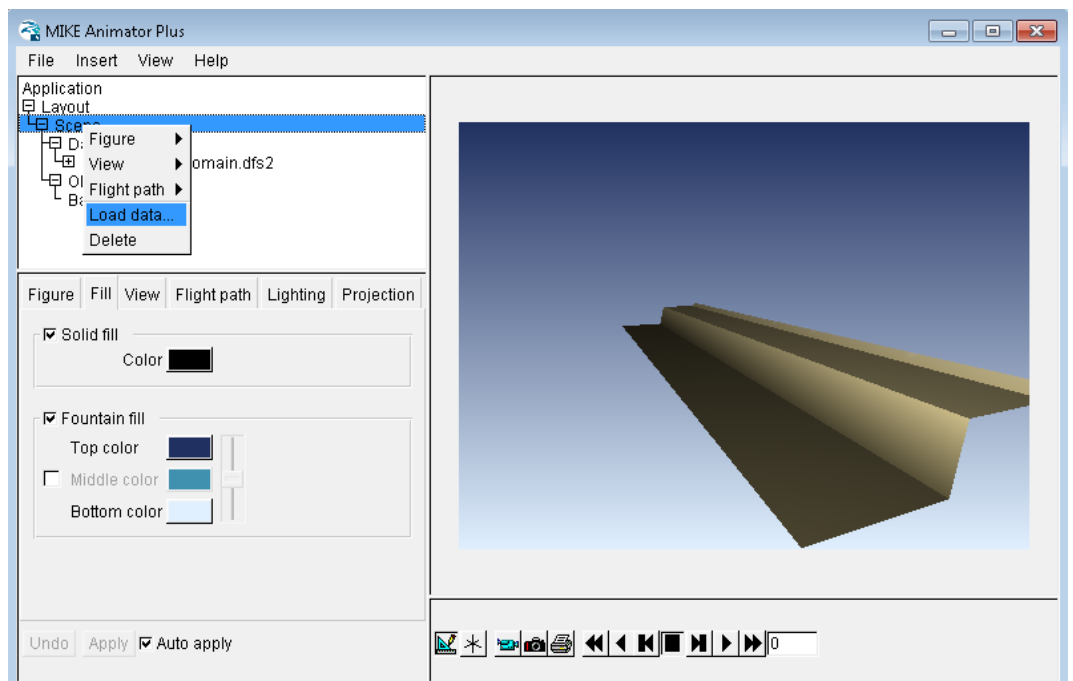 MIKE Animator Plus
File Insert View Help
Application
Layout
Scene
Figure
View
omain.dfs2
Flight path
Load data...
Delete
Figure Fill View Flight path Lighting Projection
Solid fill
Color
Fountain fill
Top color
Middle color
Bottom color
Undo Apply Auto apply
0